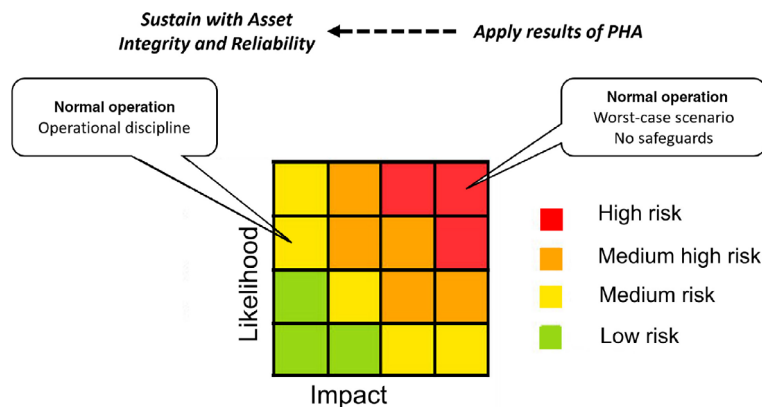 Sustain with Asset
Integrity and Reliability
Apply results of PHA
Normal operation
Operational discipline
Normal operation
Worst-case scenario
No safeguards
Likelihood
Impact
High risk
Medium high risk
Medium risk
Low risk